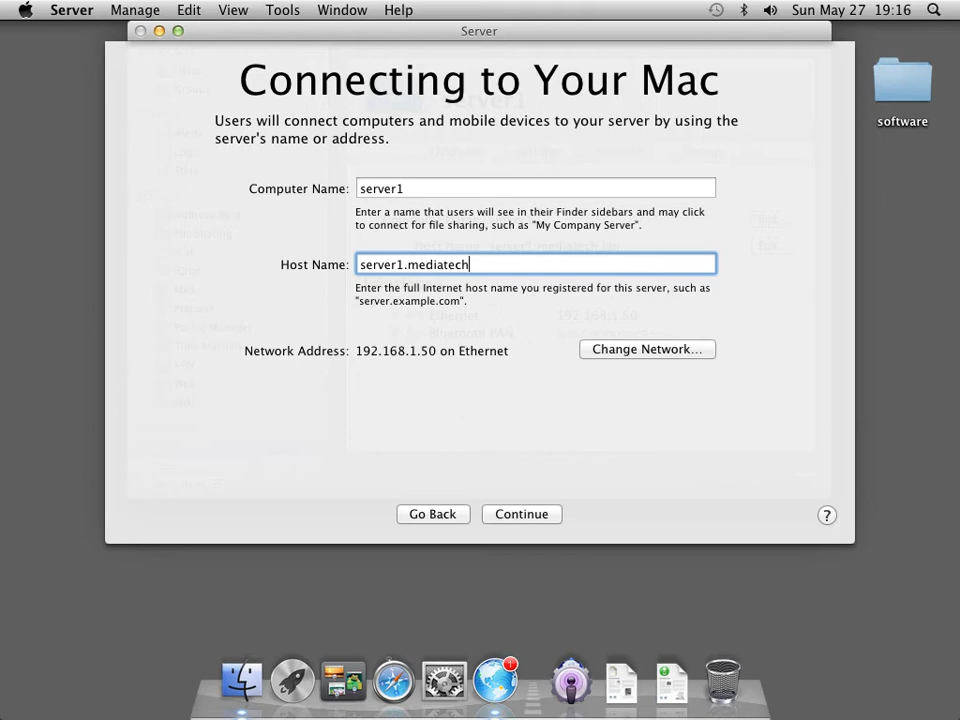 Server Manage Edit View Tools Window Help Sun May 27 19:16
Server
Connecting to Your Mac
Users will connect computers and mobile devices to your server by using the
server's name or address.
software
Computer Name: server1
Enter a name that users will see in their Finder sidebars and may click
to connect for file sharing, such as "My Company Server".
Host Name: server1.mediatech
Enter the full Internet host name you registered for this server, such as
"server.example.com".
Network Address: 192.168.1.50 on Ethernet Change Network...
Go Back Continue ?
1